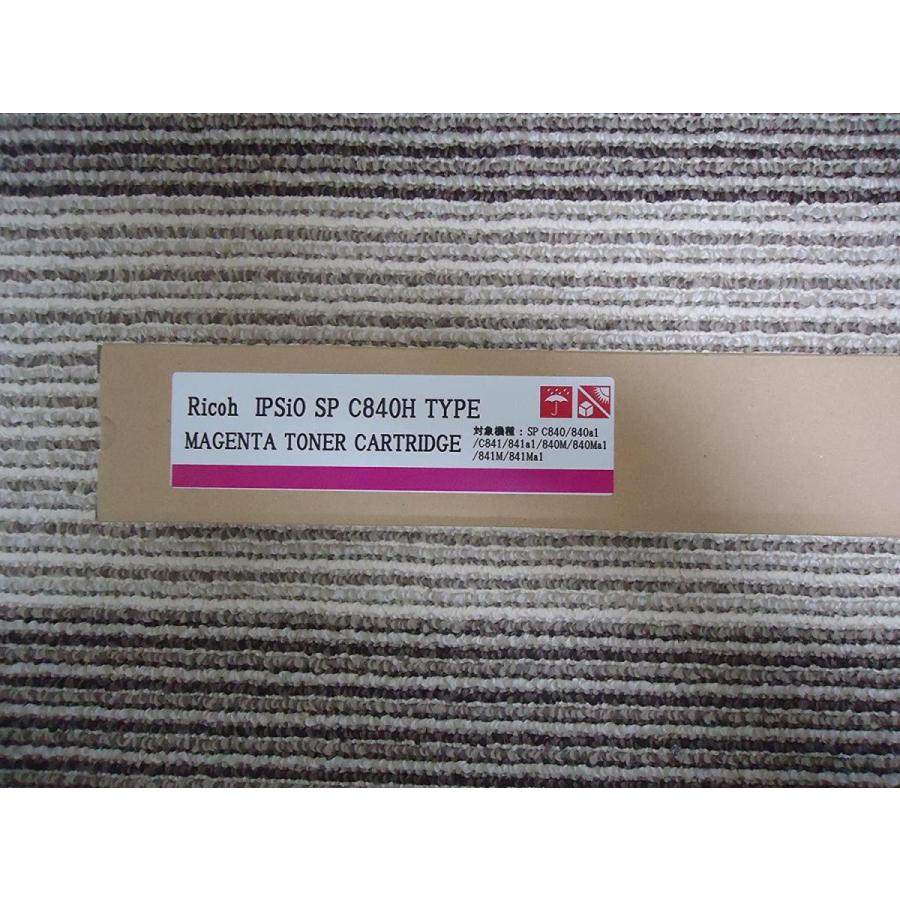 Ricoh IPSiO SP C840H TYPE
MAGENTA TONER CARTRIDGE
対象機種：SP C840/840a1
/C841/841a1/840M/840Ma1
/841M/841Ma1